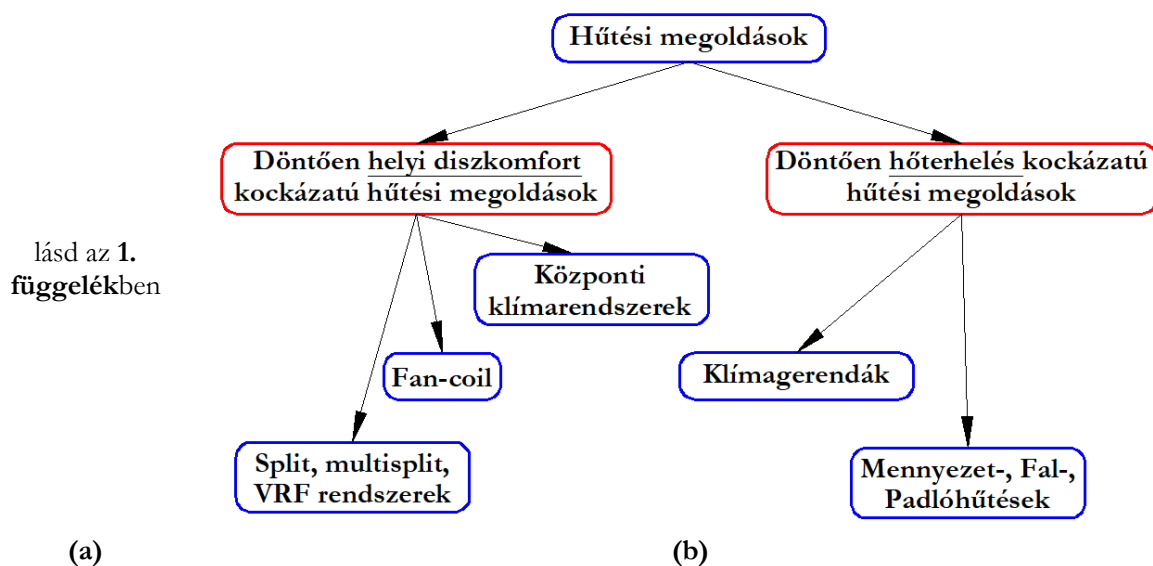 Hűtési megoldások
Döntően helyi diszkomfort
kockázatú hűtési megoldások
Döntően hőterhelés kockázatú
hűtési megoldások
lásd az 1.
függelékben
Központi
klímarendszerek
Fan-coil
Klímagerendák
Split, multisplit,
VRF rendszerek
Mennyezet-, Fal-,
Padlóhűtések
(a)
(b)